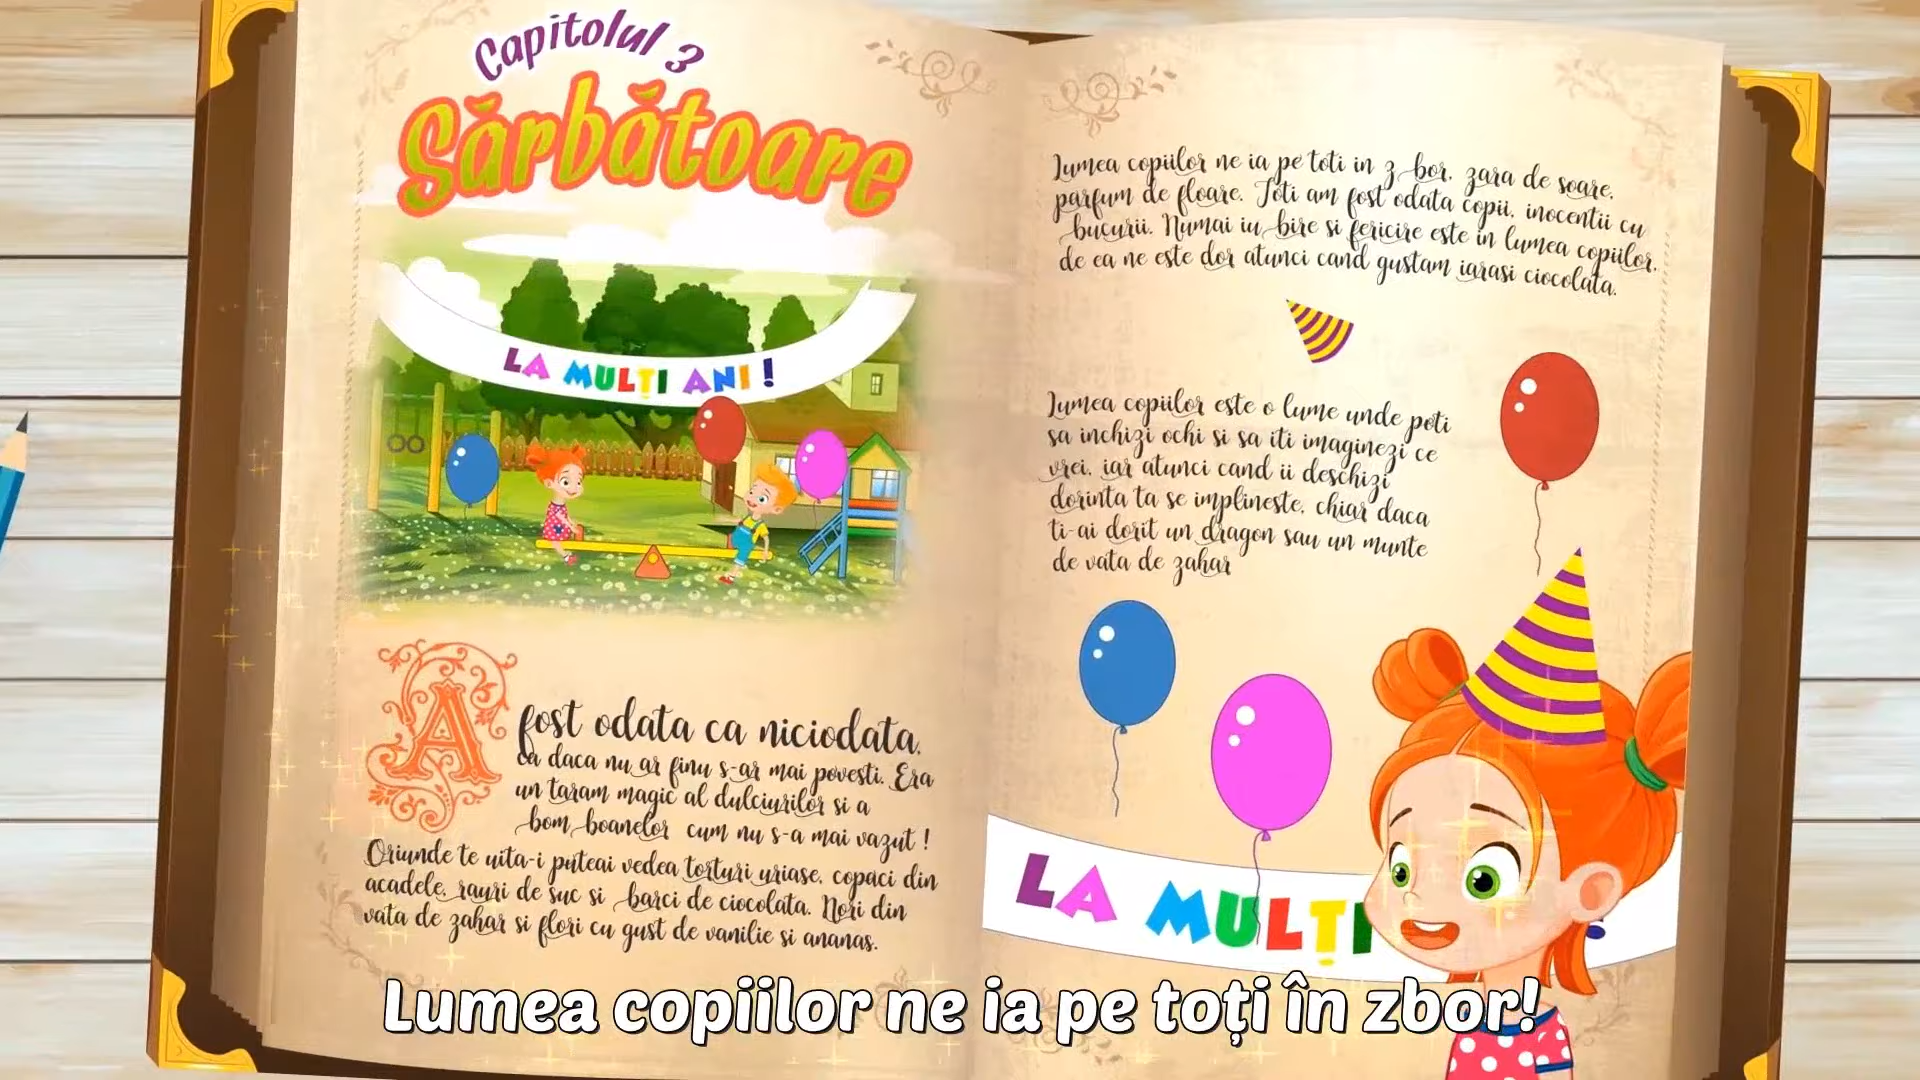 Capitolul 3
Sărbătoare
LA MULȚI ANI !
A
fost odata ca niciodata,
ca daca nu ar finu s-ar mai povesti. Era
un taram magic al dulciurilor si a
bom boanelor cum nu s-a mai vazut !
Oriunde te uita-i puteai vedea torturi uriase, copaci din
acadele, rauri de suc si barci de ciocolata. Nori din
vata de zahar si flori cu gust de vanilie si ananas.
Lumea copiilor ne ia pe toti in z bor, zara de soare,
parfum de floare. Toti am fost odata copii, inocentii cu
bucurii. Numai iu bire si fericire este in lumea copiilor,
de ea ne este dor atunci cand gustam iarasi ciocolata.
Lumea copiilor este o lume unde poti
sa inchizi ochi si sa iti imaginezi ce
vrei, iar atunci cand ii deschizi
dorinta ta se implineste, chiar daca
ti-ai dorit un dragon sau un munte
de vata de zahar
LA MULȚI
Lumea copiilor ne ia pe toți în zbor!